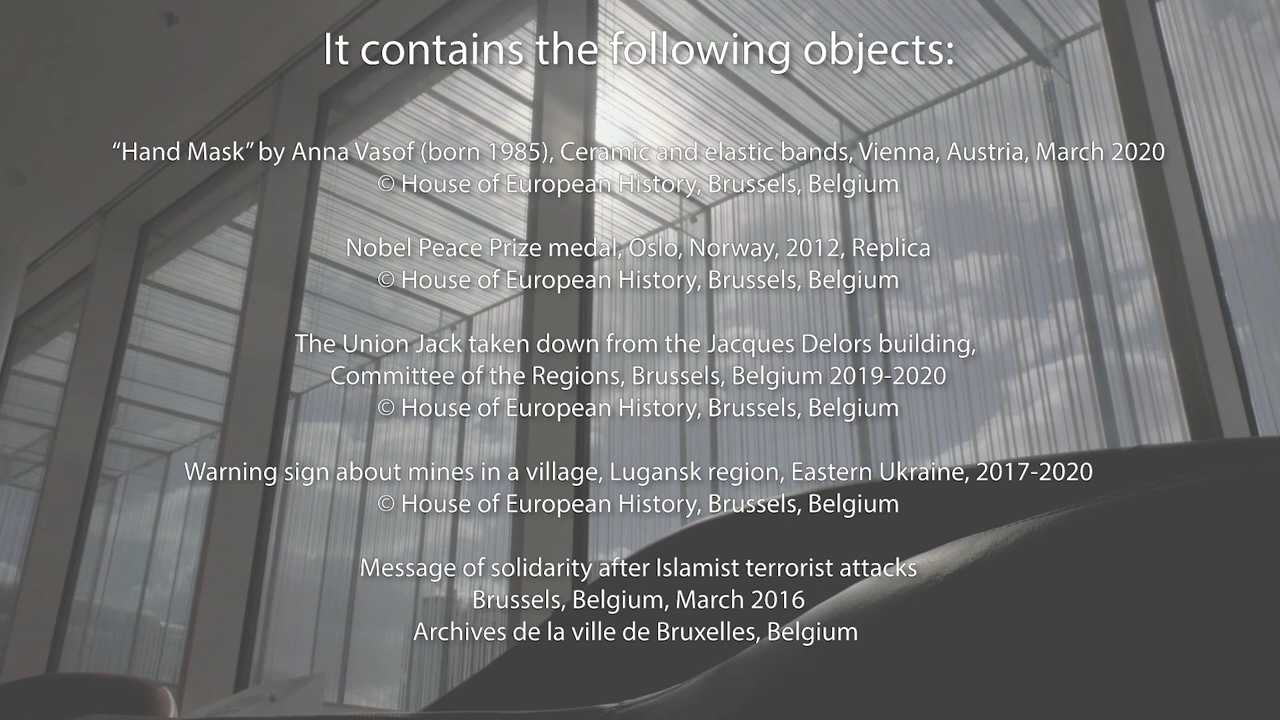 It contains the following objects:
“Hand Mask” by Anna Vasof (born 1985), Ceramic and elastic bands, Vienna, Austria, March 2020
© House of European History, Brussels, Belgium
Nobel Peace Prize medal, Oslo, Norway, 2012, Replica
© House of European History, Brussels, Belgium
The Union Jack taken down from the Jacques Delors building,
Committee of the Regions, Brussels, Belgium 2019-2020
© House of European History, Brussels, Belgium
Warning sign about mines in a village, Lugansk region, Eastern Ukraine, 2017-2020
© House of European History, Brussels, Belgium
Message of solidarity after Islamist terrorist attacks
Brussels, Belgium, March 2016
Archives de la ville de Bruxelles, Belgium